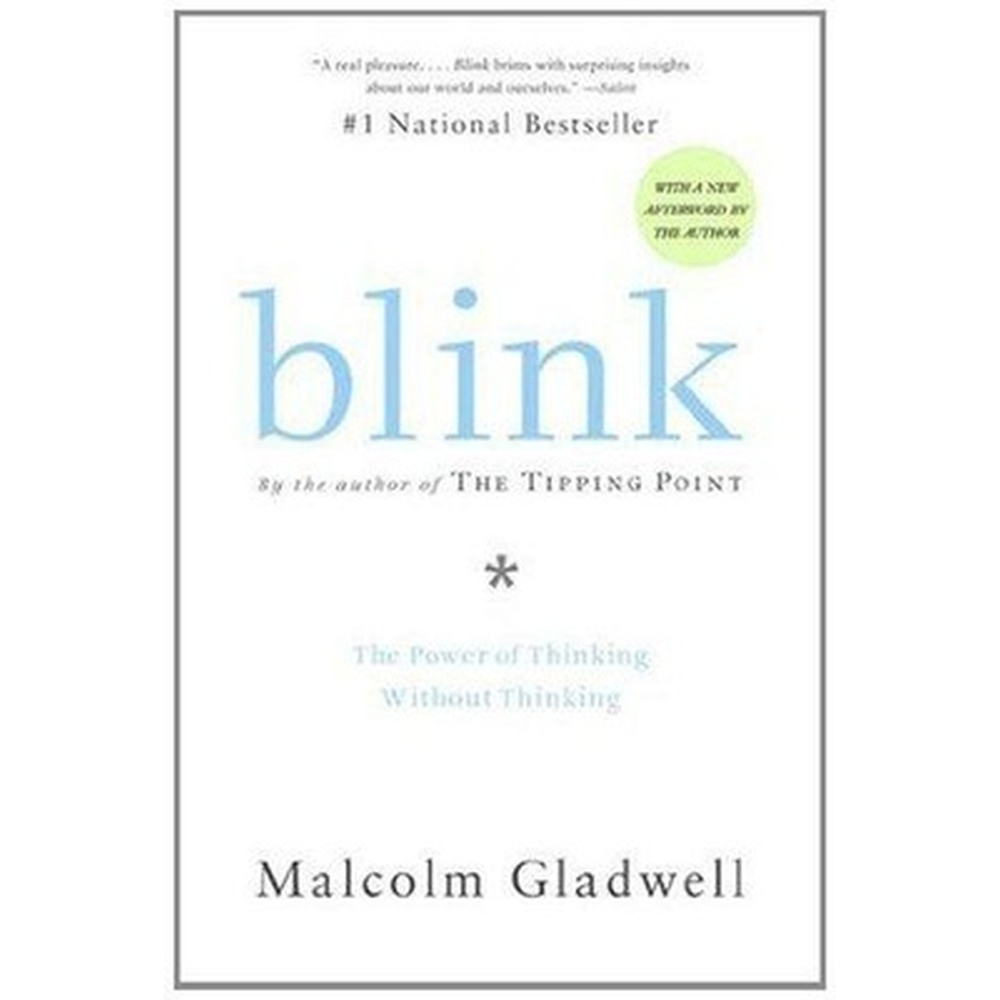 "A real pleasure. . . . Blink brims with surprising insights
about our world and ourselves." —Salon
#1 National Bestseller
WITH A NEW
AFTERWORD BY
THE AUTHOR
blink
By the author of THE TIPPING POINT
*
The Power of Thinking
Without Thinking
Malcolm Gladwell